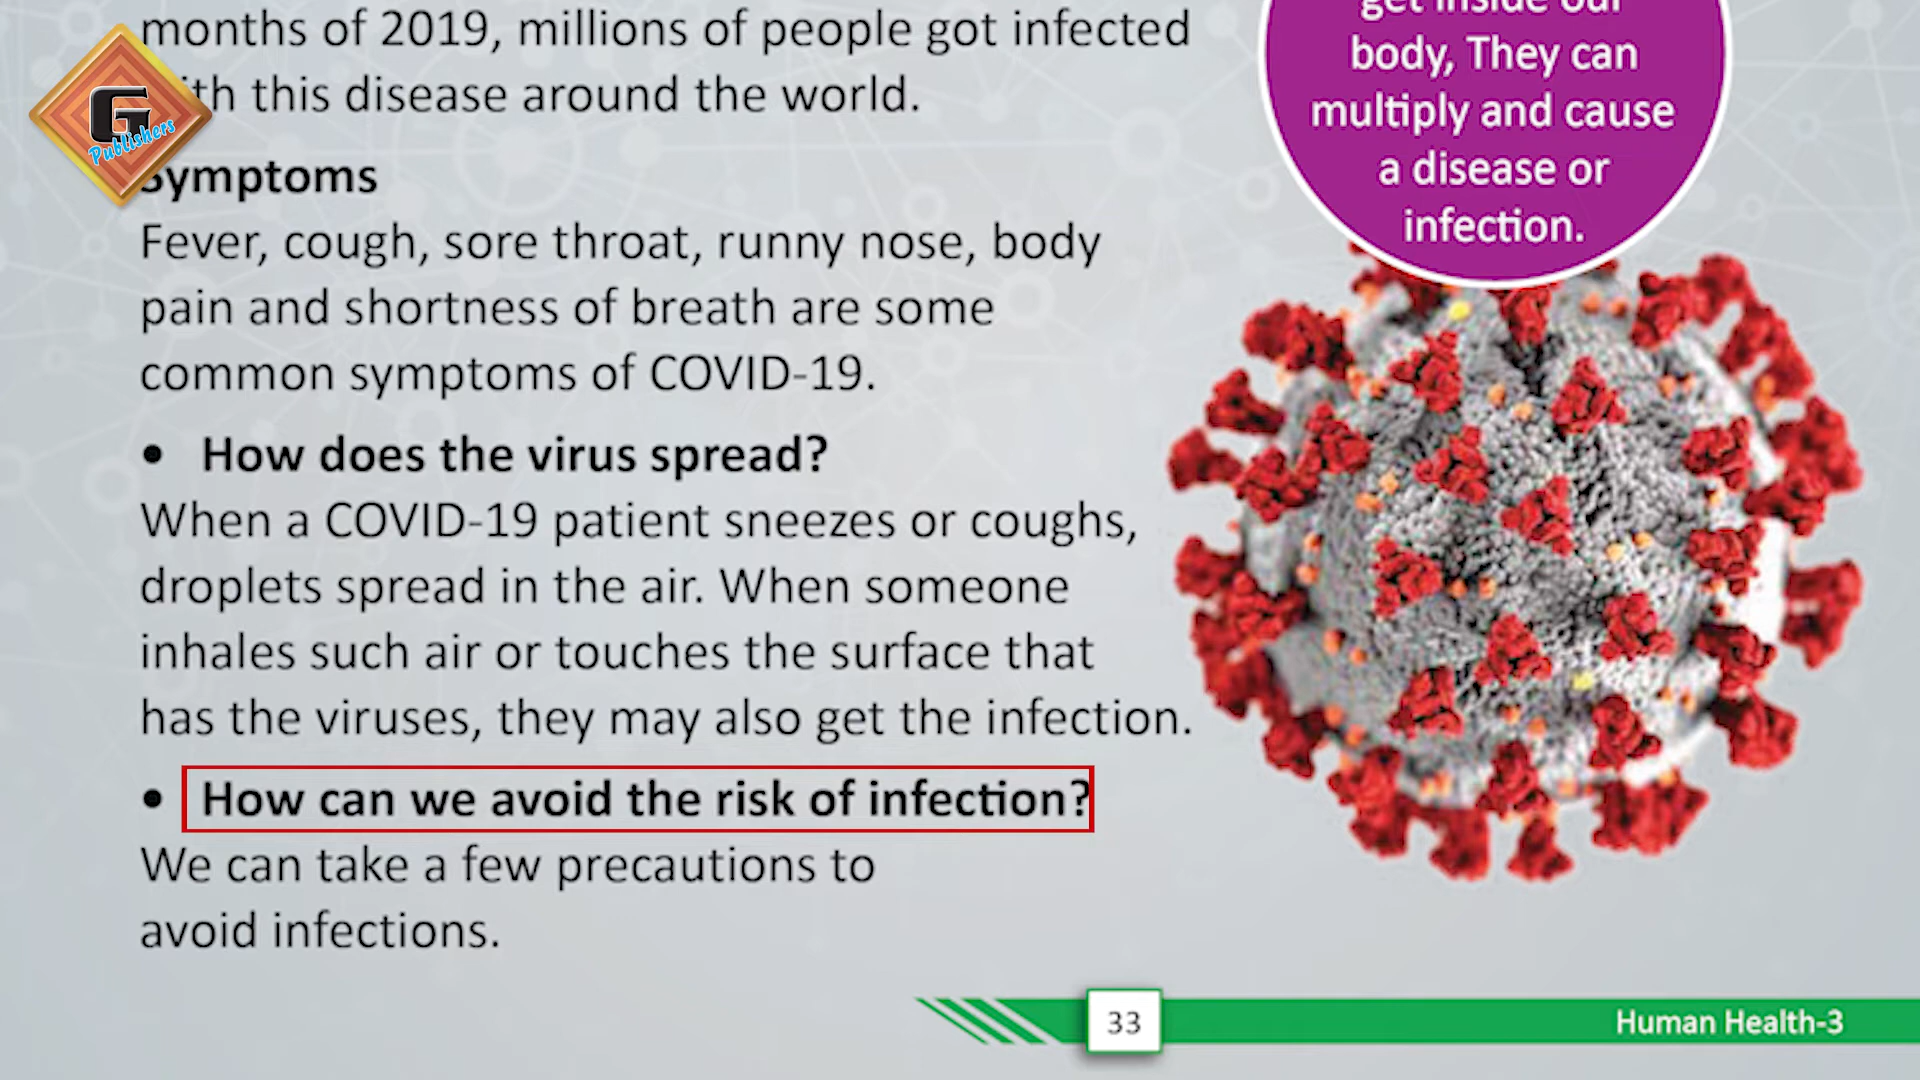 months of 2019, millions of people got infected
this disease around the world.
Symptoms
Fever, cough, sore throat, runny nose, body
pain and shortness of breath are some
common symptoms of COVID-19.
• How does the virus spread?
When a COVID-19 patient sneezes or coughs,
droplets spread in the air. When someone
inhales such air or touches the surface that
has the viruses, they may also get the infection.
• How can we avoid the risk of infection?
We can take a few precautions to
avoid infections.
get inside our
body, They can
multiply and cause
a disease or
infection.
G
Publishers
33
Human Health-3